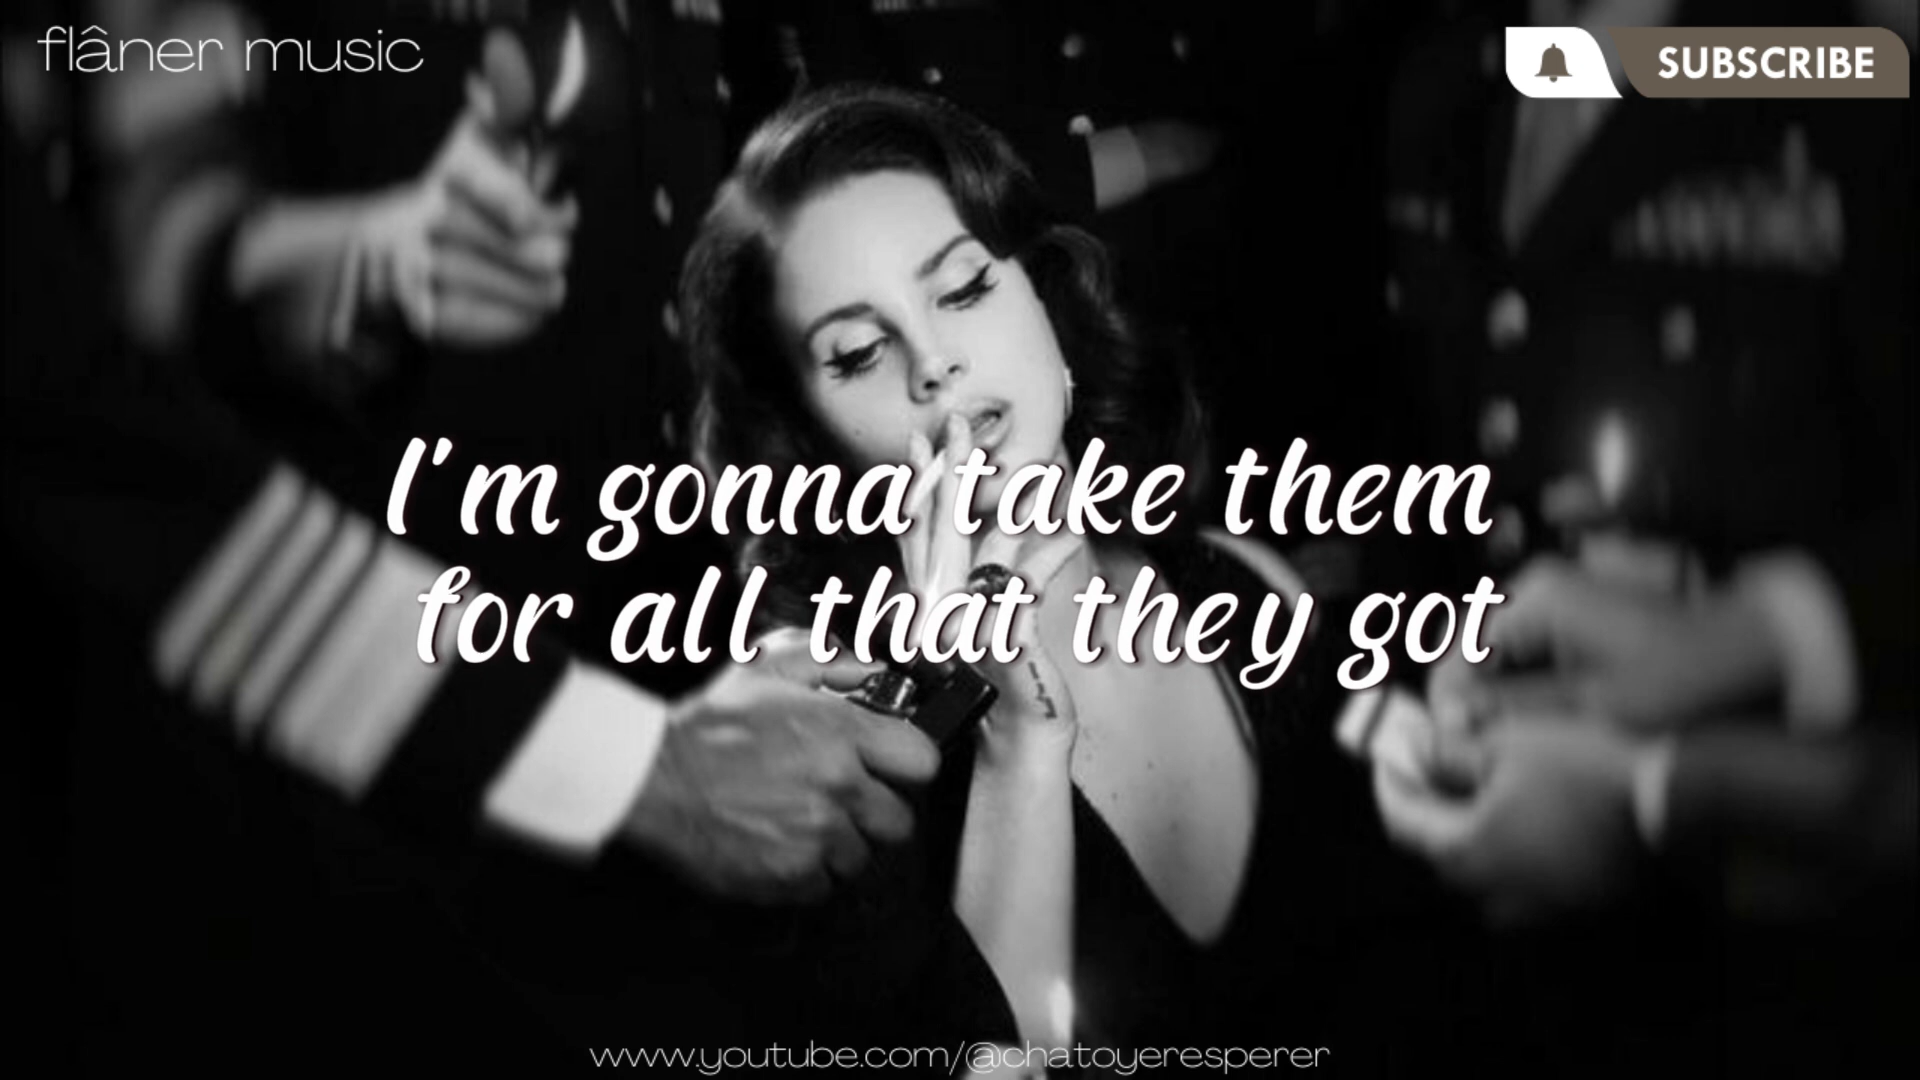 flâner music
SUBSCRIBE
I'm gonna take them
for all that they got
www.youtube.com/@chatoyeresperer